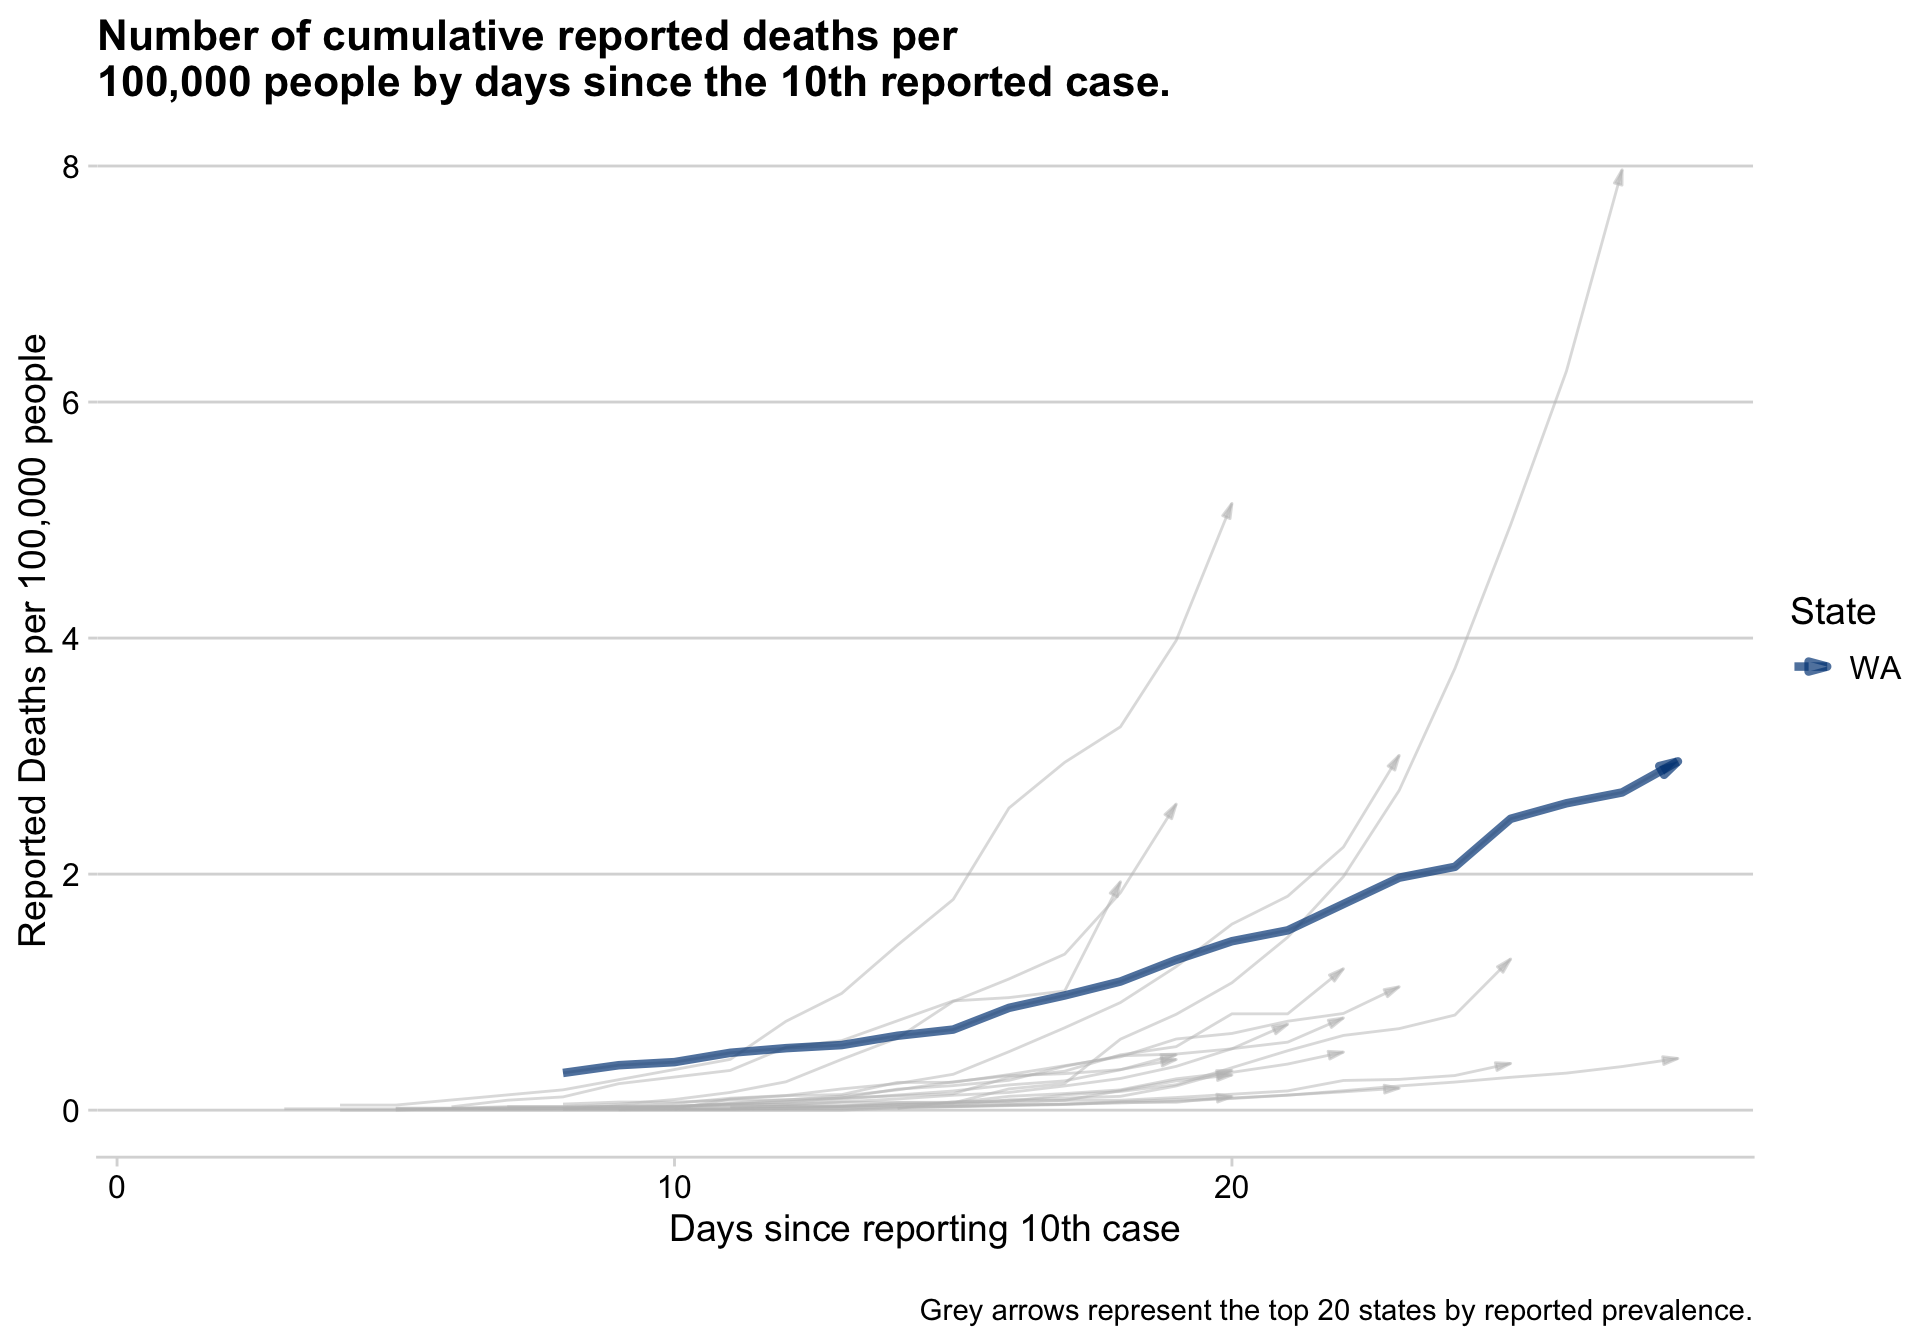 Number of cumulative reported deaths per
100,000 people by days since the 10th reported case.
8
6
4
2
0
Reported Deaths per 100,000 people
0
10
20
Days since reporting 10th case
State
WA
Grey arrows represent the top 20 states by reported prevalence.